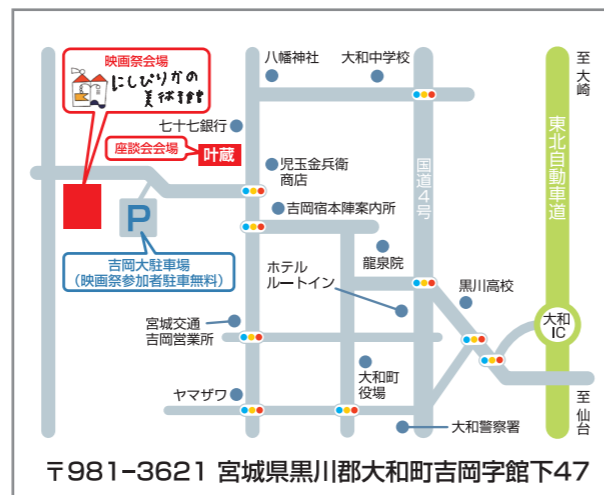 映画祭会場
にしぴりかの
美術館
八幡神社
大和中学校
至大崎
七十七銀行
座談会会場
叶蔵
児玉金兵衛
商店
国道4号
東北自動車道
P
吉岡宿本陣案内所
吉岡大駐車場
(映画祭参加者駐車無料)
龍泉院
ホテル
ルートイン
黒川高校
宮城交通
吉岡営業所
大和
IC
大和町
役場
ヤマザワ
至仙台
大和警察署
〒981-3621 宮城県黒川郡大和町吉岡字館下47